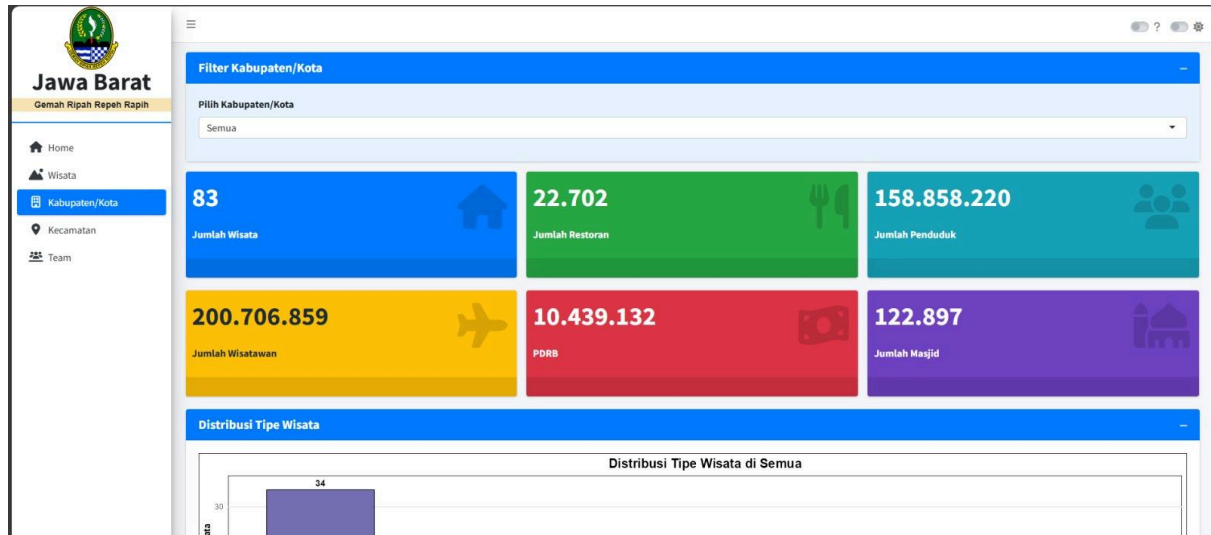 Jawa Barat
Gemah Ripah Repeh Rapih
Home
Wisata
Kabupaten/Kota
Kecamatan
Team
?
Filter Kabupaten/Kota
Pilih Kabupaten/Kota
Semua
83
Jumlah Wisata
22.702
Jumlah Restoran
158.858.220
Jumlah Penduduk
200.706.859
Jumlah Wisatawan
10.439.132
PDRB
122.897
Jumlah Masjid
Distribusi Tipe Wisata
Distribusi Tipe Wisata di Semua
34
30